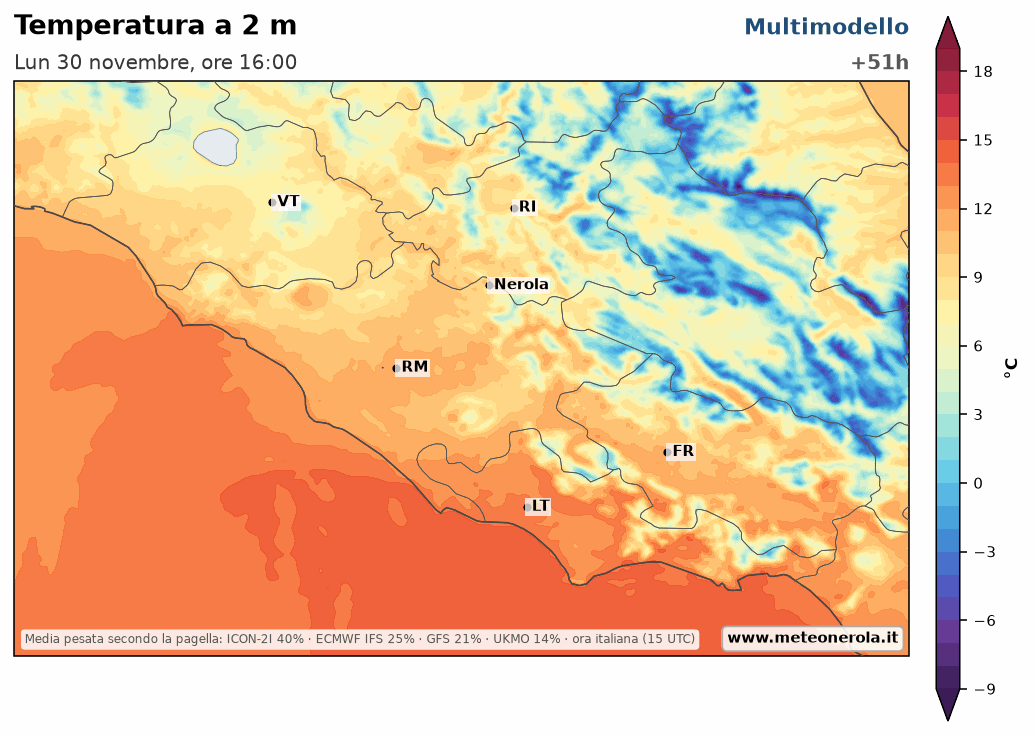 Temperatura a 2 m
Multimodello
Lun 30 novembre, ore 16:00
+51h
VT
RI
Nerola
RM
FR
LT
18
15
12
9
6
3
0
−3
−6
−9
°C
Media pesata secondo la pagella: ICON-2I 40% · ECMWF IFS 25% · GFS 21% · UKMO 14% · ora italiana (15 UTC)
www.meteonerola.it